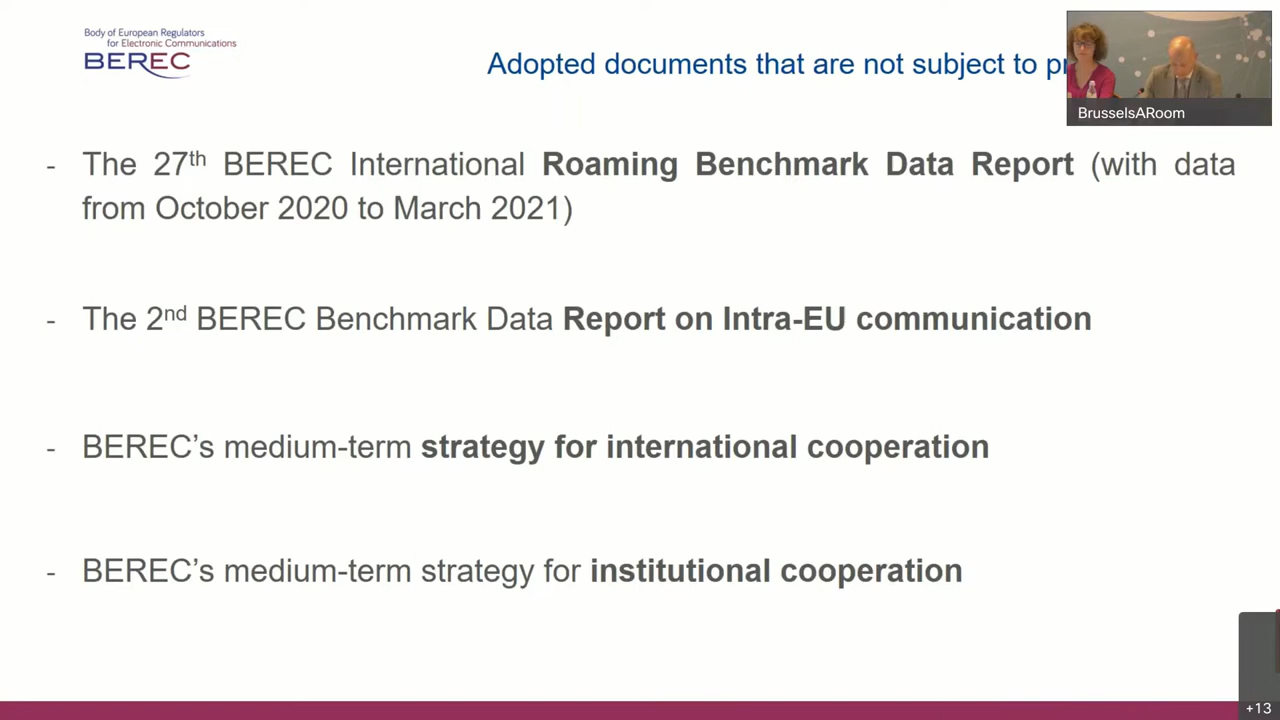 Body of European Regulators
for Electronic Communications
BEREC
Adopted documents that are not subject to
BrusselsARoom
- The 27th BEREC International Roaming Benchmark Data Report (with data
from October 2020 to March 2021)
- The 2nd BEREC Benchmark Data Report on Intra-EU communication
- BEREC’s medium-term strategy for international cooperation
- BEREC’s medium-term strategy for institutional cooperation
+13